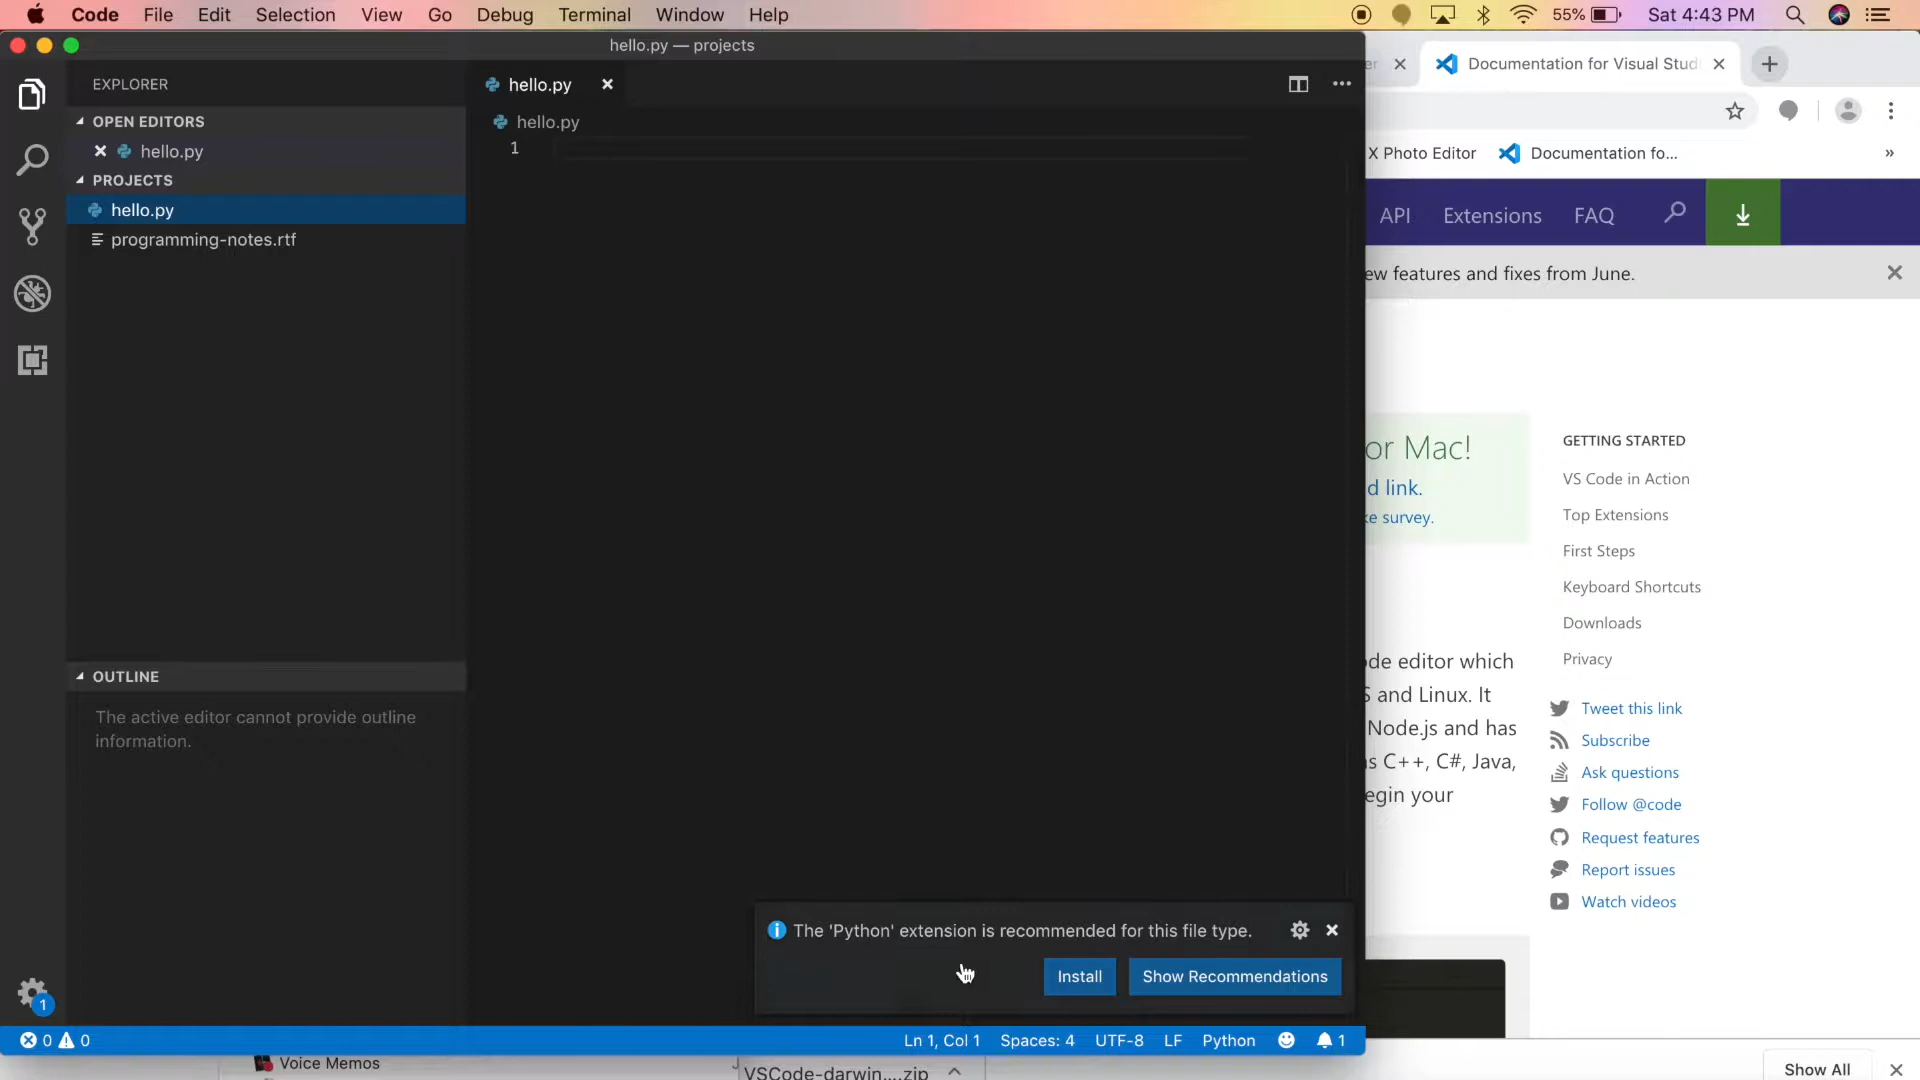 Code File Edit Selection View Go Debug Terminal Window Help 55% Sat 4:43 PM
hello.py — projects
EXPLORER
OPEN EDITORS
hello.py
PROJECTS
hello.py
programming-notes.rtf
OUTLINE
The active editor cannot provide outline
information.
1
hello.py
hello.py
1
The 'Python' extension is recommended for this file type.
Install Show Recommendations
0 0 Ln 1, Col 1 Spaces: 4 UTF-8 LF Python 1
Voice Memos
VSCode-darwin....zip
er Documentation for Visual Stud
X Photo Editor Documentation fo... »
API Extensions FAQ
ew features and fixes from June.
or Mac!
d link.
ke survey.
de editor which
S and Linux. It
Node.js and has
s C++, C#, Java,
egin your
GETTING STARTED
VS Code in Action
Top Extensions
First Steps
Keyboard Shortcuts
Downloads
Privacy
Tweet this link
Subscribe
Ask questions
Follow @code
Request features
Report issues
Watch videos
Show All